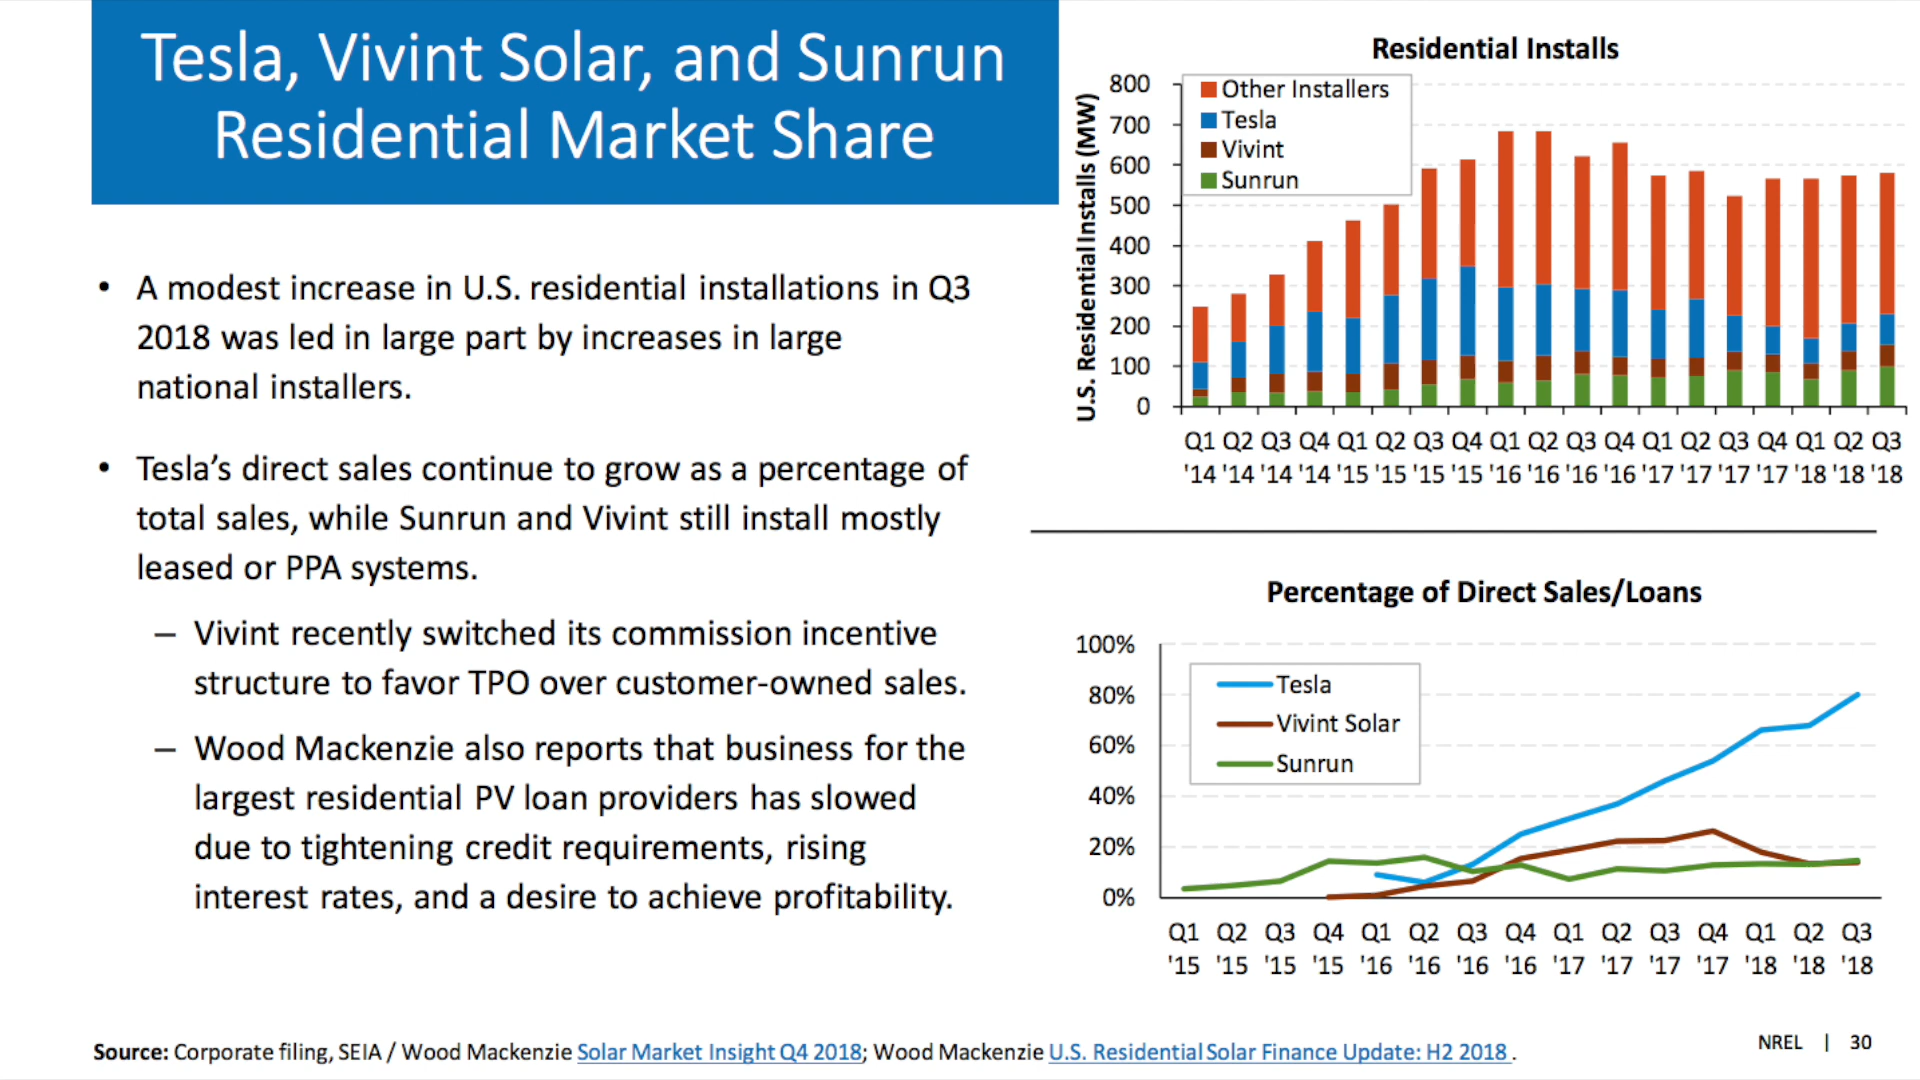 Tesla, Vivint Solar, and Sunrun
Residential Market Share
• A modest increase in U.S. residential installations in Q3
2018 was led in large part by increases in large
national installers.
• Tesla's direct sales continue to grow as a percentage of
total sales, while Sunrun and Vivint still install mostly
leased or PPA systems.
– Vivint recently switched its commission incentive
structure to favor TPO over customer-owned sales.
– Wood Mackenzie also reports that business for the
largest residential PV loan providers has slowed
due to tightening credit requirements, rising
interest rates, and a desire to achieve profitability.
Residential Installs
U.S. Residential Installs (MW)
800
700
600
500
400
300
200
100
0
Other Installers
Tesla
Vivint
Sunrun
Q1 Q2 Q3 Q4 Q1 Q2 Q3 Q4 Q1 Q2 Q3 Q4 Q1 Q2 Q3 Q4 Q1 Q2 Q3
'14 '14 '14 '14 '15 '15 '15 '15 '16 '16 '16 '16 '17 '17 '17 '17 '18 '18 '18
Percentage of Direct Sales/Loans
100%
80%
60%
40%
20%
0%
Tesla
Vivint Solar
Sunrun
Q1 Q2 Q3 Q4 Q1 Q2 Q3 Q4 Q1 Q2 Q3 Q4 Q1 Q2 Q3
'15 '15 '15 '15 '16 '16 '16 '16 '17 '17 '17 '17 '18 '18 '18
Source: Corporate filing, SEIA / Wood Mackenzie Solar Market Insight Q4 2018; Wood Mackenzie U.S. Residential Solar Finance Update: H2 2018 .
NREL | 30